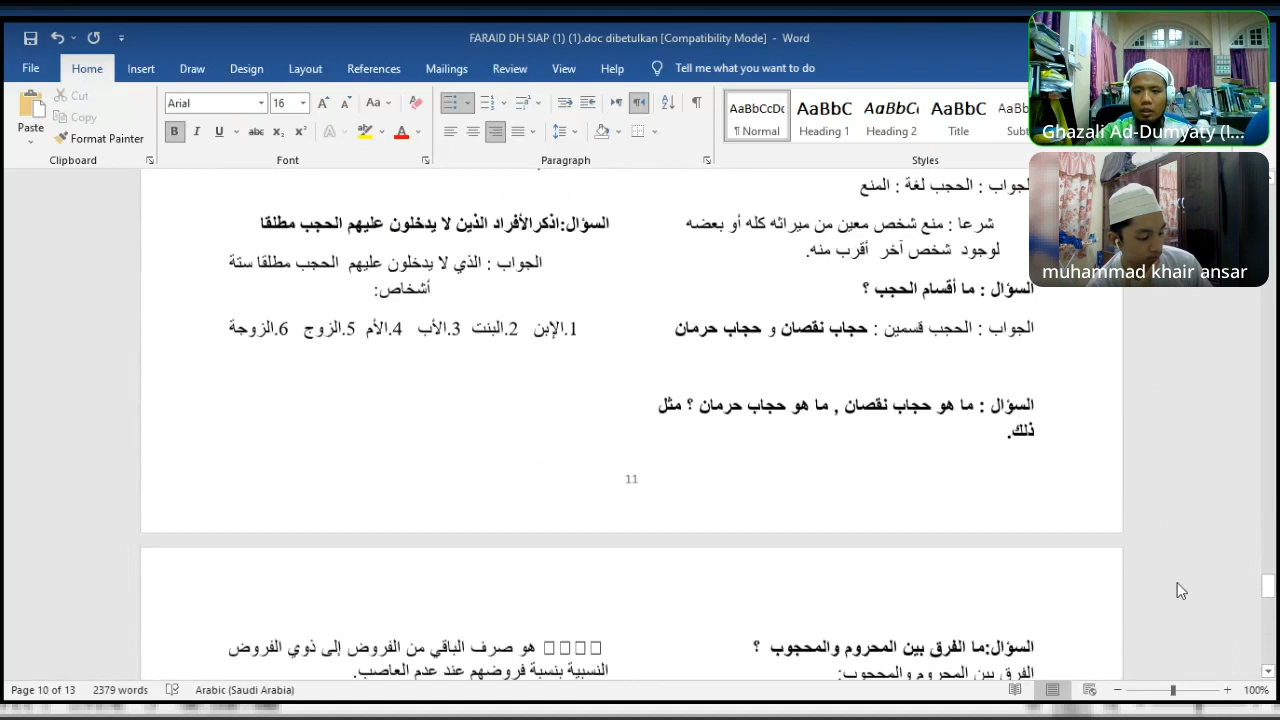 FARAID DH SIAP (1) (1).doc dibetulkan [Compatibility Mode] - Word
File Home Insert Draw Design Layout References Mailings Review View Help Tell me what you want to do
Paste
Cut
Copy
Format Painter
Arial 16
AaBbCcDc AaBbC AaBbCc AaBbC
¶ Normal Heading 1 Heading 2 Title
Clipboard Font Paragraph Styles
Ghazali Ad-Dumyaty (I...
muhammad khair ansar
الجواب : الحجب لغة : المنع
شرعا : منع شخص معين من ميراثه كله أو بعضه
لوجود شخص آخر أقرب منه.
السؤال : ما أقسام الحجب ؟
الجواب : الحجب قسمين : حجاب نقصان و حجاب حرمان
السؤال : ما هو حجاب نقصان , ما هو حجاب حرمان ؟ مثل
ذلك.
السؤال:اذكرالأفراد الذين لا يدخلون عليهم الحجب مطلقا
الجواب : الذي لا يدخلون عليهم الحجب مطلقا ستة
أشخاص:
1.الإبن 2.البنت 3.الأب 4.الأم 5.الزوج 6.الزوجة
11
السؤال:ما الفرق بين المحروم والمحجوب ؟
الفرق بين المحروم والمحجوب:
هو صرف الباقي من الفروض إلى ذوي الفروض
النسبية بنسبة فروضهم عند عدم العاصب.
Page 10 of 13 2379 words Arabic (Saudi Arabia) 100%